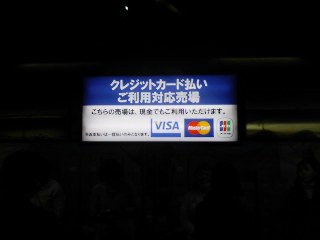 クレジットカード払い
ご利用対応売場
こちらの売場は、現金でもご利用いただけます。
VISA MasterCard JCB